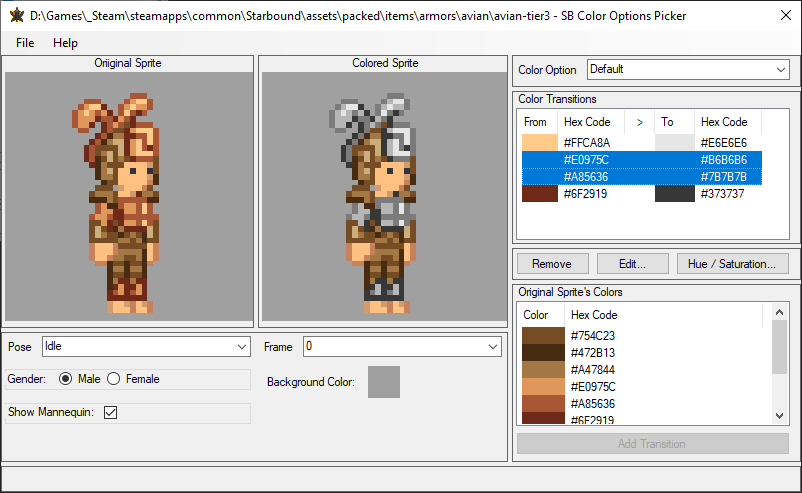 D:\Games\_Steam\steamapps\common\Starbound\assets\packed\items\armors\avian\avian-tier3 - SB Color Options Picker
File Help
Original Sprite
Colored Sprite
Color Option Default
Color Transitions
From Hex Code > To Hex Code
#FFCA8A #E6E6E6
#E0975C #B6B6B6
#A85636 #7B7B7B
#6F2919 #373737
Remove Edit... Hue / Saturation...
Original Sprite's Colors
Color Hex Code
#754C23
#472B13
#A47844
#E0975C
#A85636
#6F2919
Add Transition
Pose Idle
Frame 0
Gender: Male Female
Background Color:
Show Mannequin: